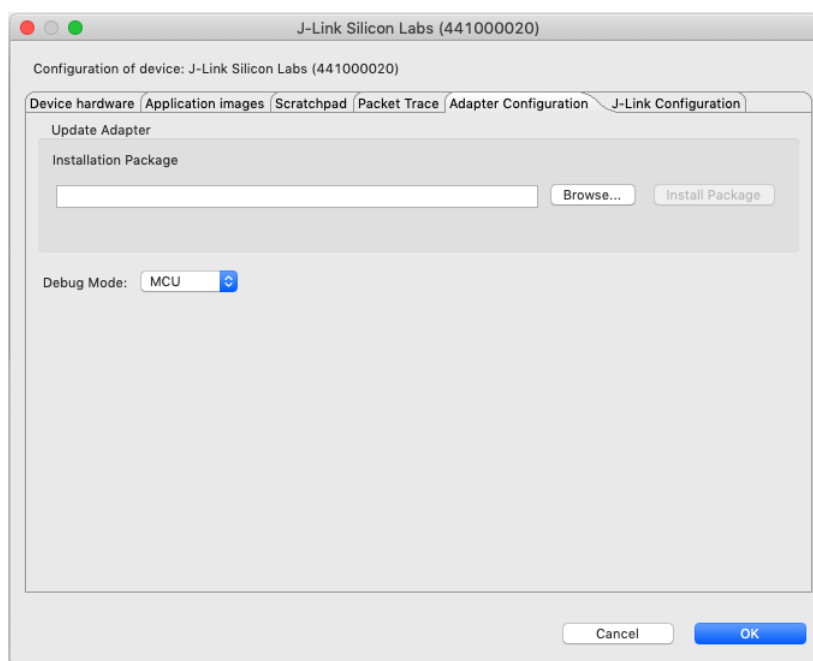 J-Link Silicon Labs (441000020)
Configuration of device: J-Link Silicon Labs (441000020)
Device hardware Application images Scratchpad Packet Trace Adapter Configuration J-Link Configuration
Update Adapter
Installation Package
Browse... Install Package
Debug Mode: MCU
Cancel OK